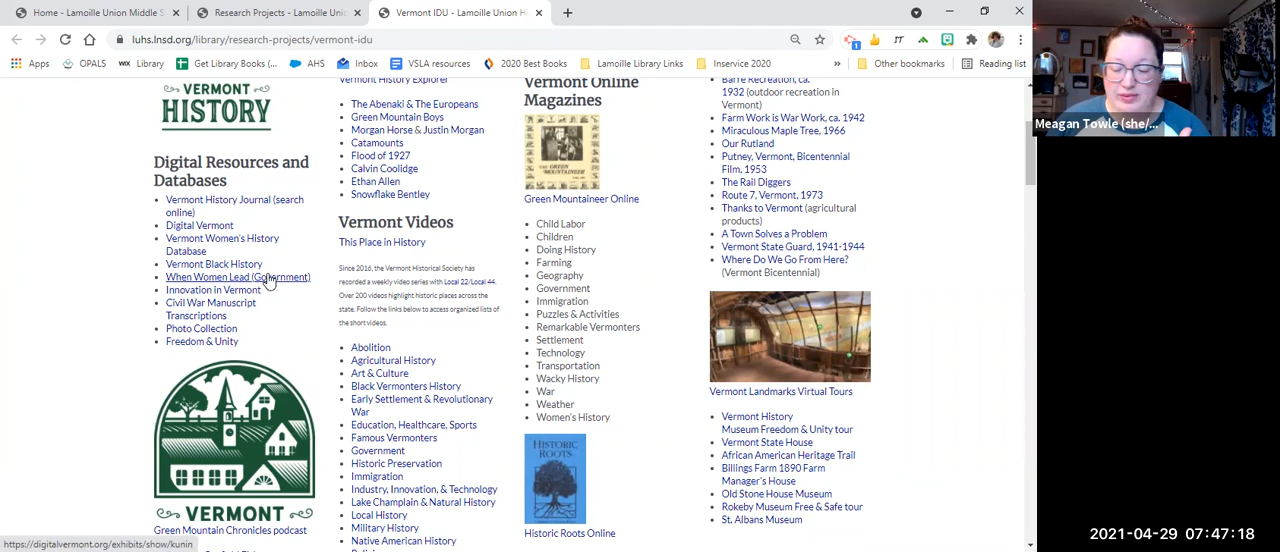 Home - Lamoille Union Middle S
Research Projects - Lamoille Uni
Vermont IDU - Lamoille Union Hi
luhs.lnsd.org/library/research-projects/vermont-idu
Apps
OPALS
WIX Library
Get Library Books (...
AHS
Inbox
VSLA resources
2020 Best Books
Lamoille Library Links
Inservice 2020
»
Other bookmarks
Reading list
VERMONT
HISTORY
Digital Resources and
Databases
Vermont History Journal (search
online)
Digital Vermont
Vermont Women's History
Database
Vermont Black History
When Women Lead (Government)
Innovation in Vermont
Civil War Manuscript
Transcriptions
Photo Collection
Freedom & Unity
VERMONT
Green Mountain Chronicles podcast
https://digitalvermont.org/exhibits/show/kunin
Vermont History Explorer
The Abenaki & The Europeans
Green Mountain Boys
Morgan Horse & Justin Morgan
Catamounts
Flood of 1927
Calvin Coolidge
Ethan Allen
Snowflake Bentley
Vermont Videos
This Place in History
Since 2016, the Vermont Historical Society has
recorded a weekly video series with Local 22/Local 44.
Over 200 videos highlight historic places across the
state. Follow the links below to access organized lists of
the short videos.
Abolition
Agricultural History
Art & Culture
Black Vermonters History
Early Settlement & Revolutionary
War
Education, Healthcare, Sports
Famous Vermonters
Government
Historic Preservation
Immigration
Industry, Innovation, & Technology
Lake Champlain & Natural History
Local History
Military History
Native American History
Vermont Online
Magazines
THE GREEN
MOUNTAINEER
Green Mountaineer Online
Child Labor
Children
Doing History
Farming
Geography
Government
Immigration
Puzzles & Activities
Remarkable Vermonters
Settlement
Technology
Transportation
Wacky History
War
Weather
Women's History
HISTORIC
ROOTS
Historic Roots Online
Barre Recreation, ca.
1932 (outdoor recreation in
Vermont)
Farm Work is War Work, ca. 1942
Miraculous Maple Tree, 1966
Our Rutland
Putney, Vermont, Bicentennial
Film, 1953
The Rail Diggers
Route 7, Vermont, 1973
Thanks to Vermont (agricultural
products)
A Town Solves a Problem
Vermont State Guard, 1941-1944
Where Do We Go From Here?
(Vermont Bicentennial)
Vermont Landmarks Virtual Tours
Vermont History
Museum Freedom & Unity tour
Vermont State House
African American Heritage Trail
Billings Farm 1890 Farm
Manager's House
Old Stone House Museum
Rokeby Museum Free & Safe tour
St. Albans Museum
Meagan Towle (she/...
2021-04-29 07:47:18